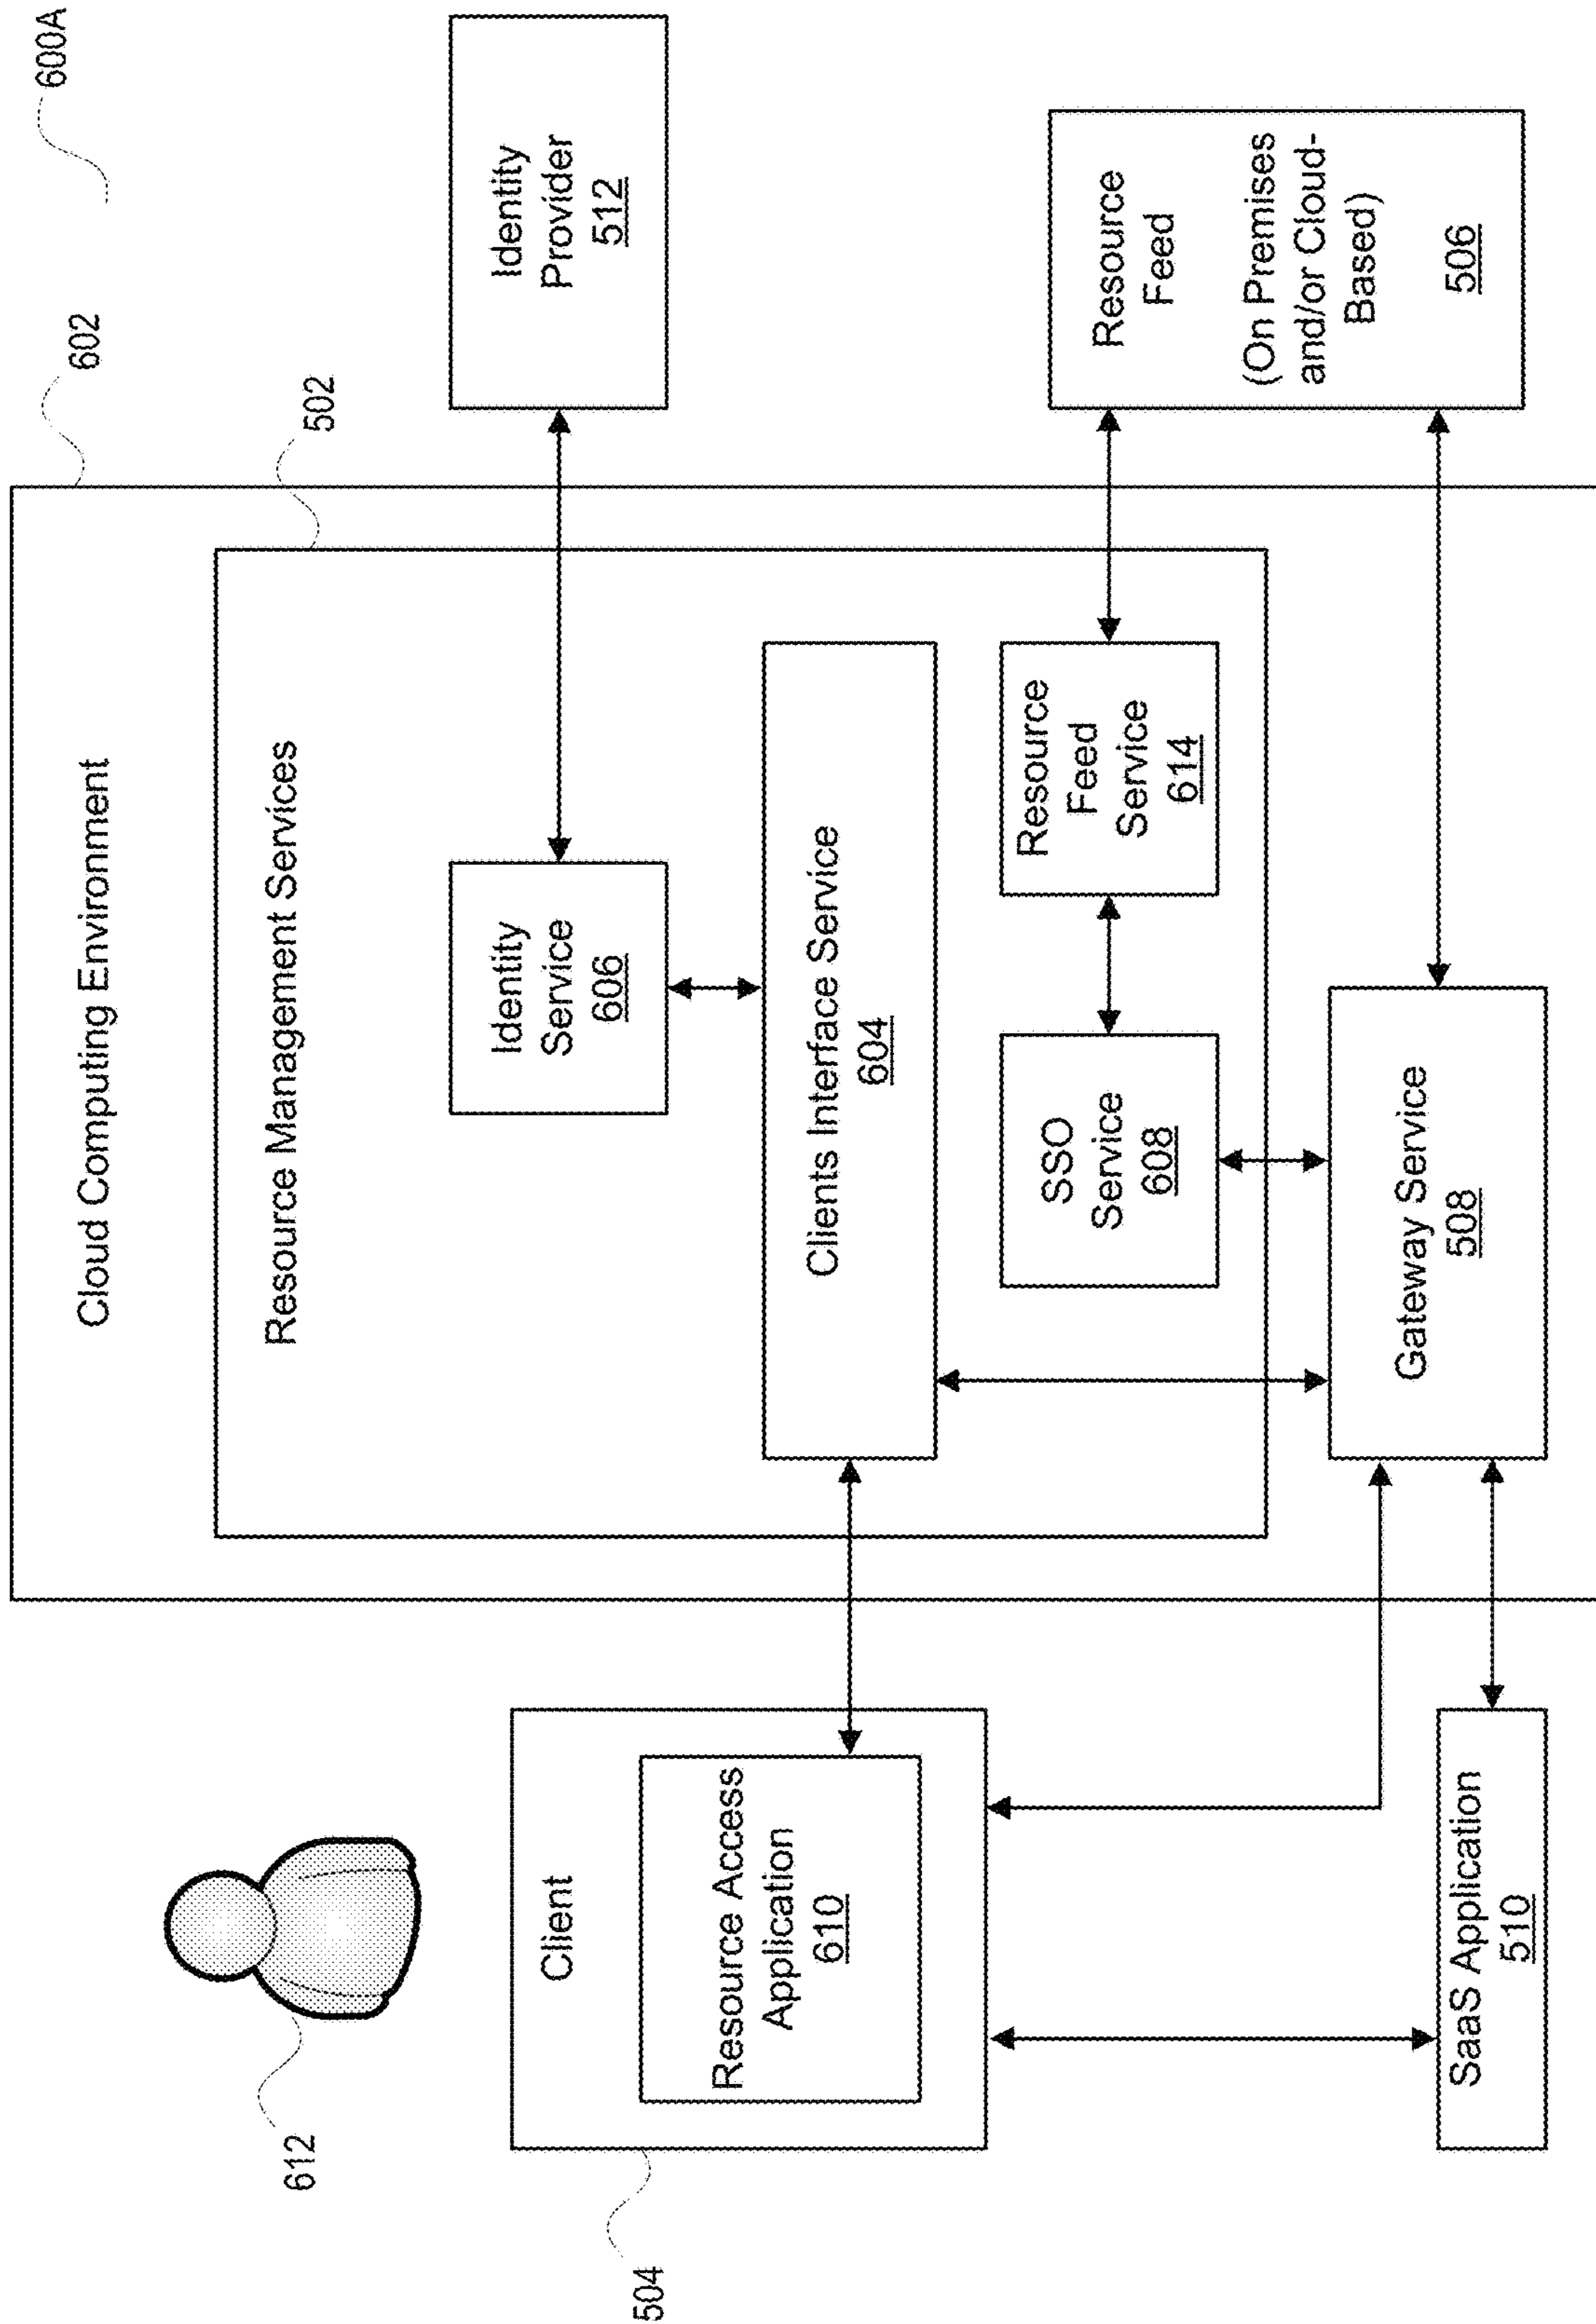 600A
602
Cloud Computing Environment
502
Resource Management Services
612
504
Client
Resource Access
Application
610
Identity
Service
606
Identity
Provider
512
Clients Interface Service
604
SSO
Service
608
Resource
Feed
Service
614
Resource
Feed
(On Premises
and/or Cloud-
Based)
506
Gateway Service
508
SaaS Application
510